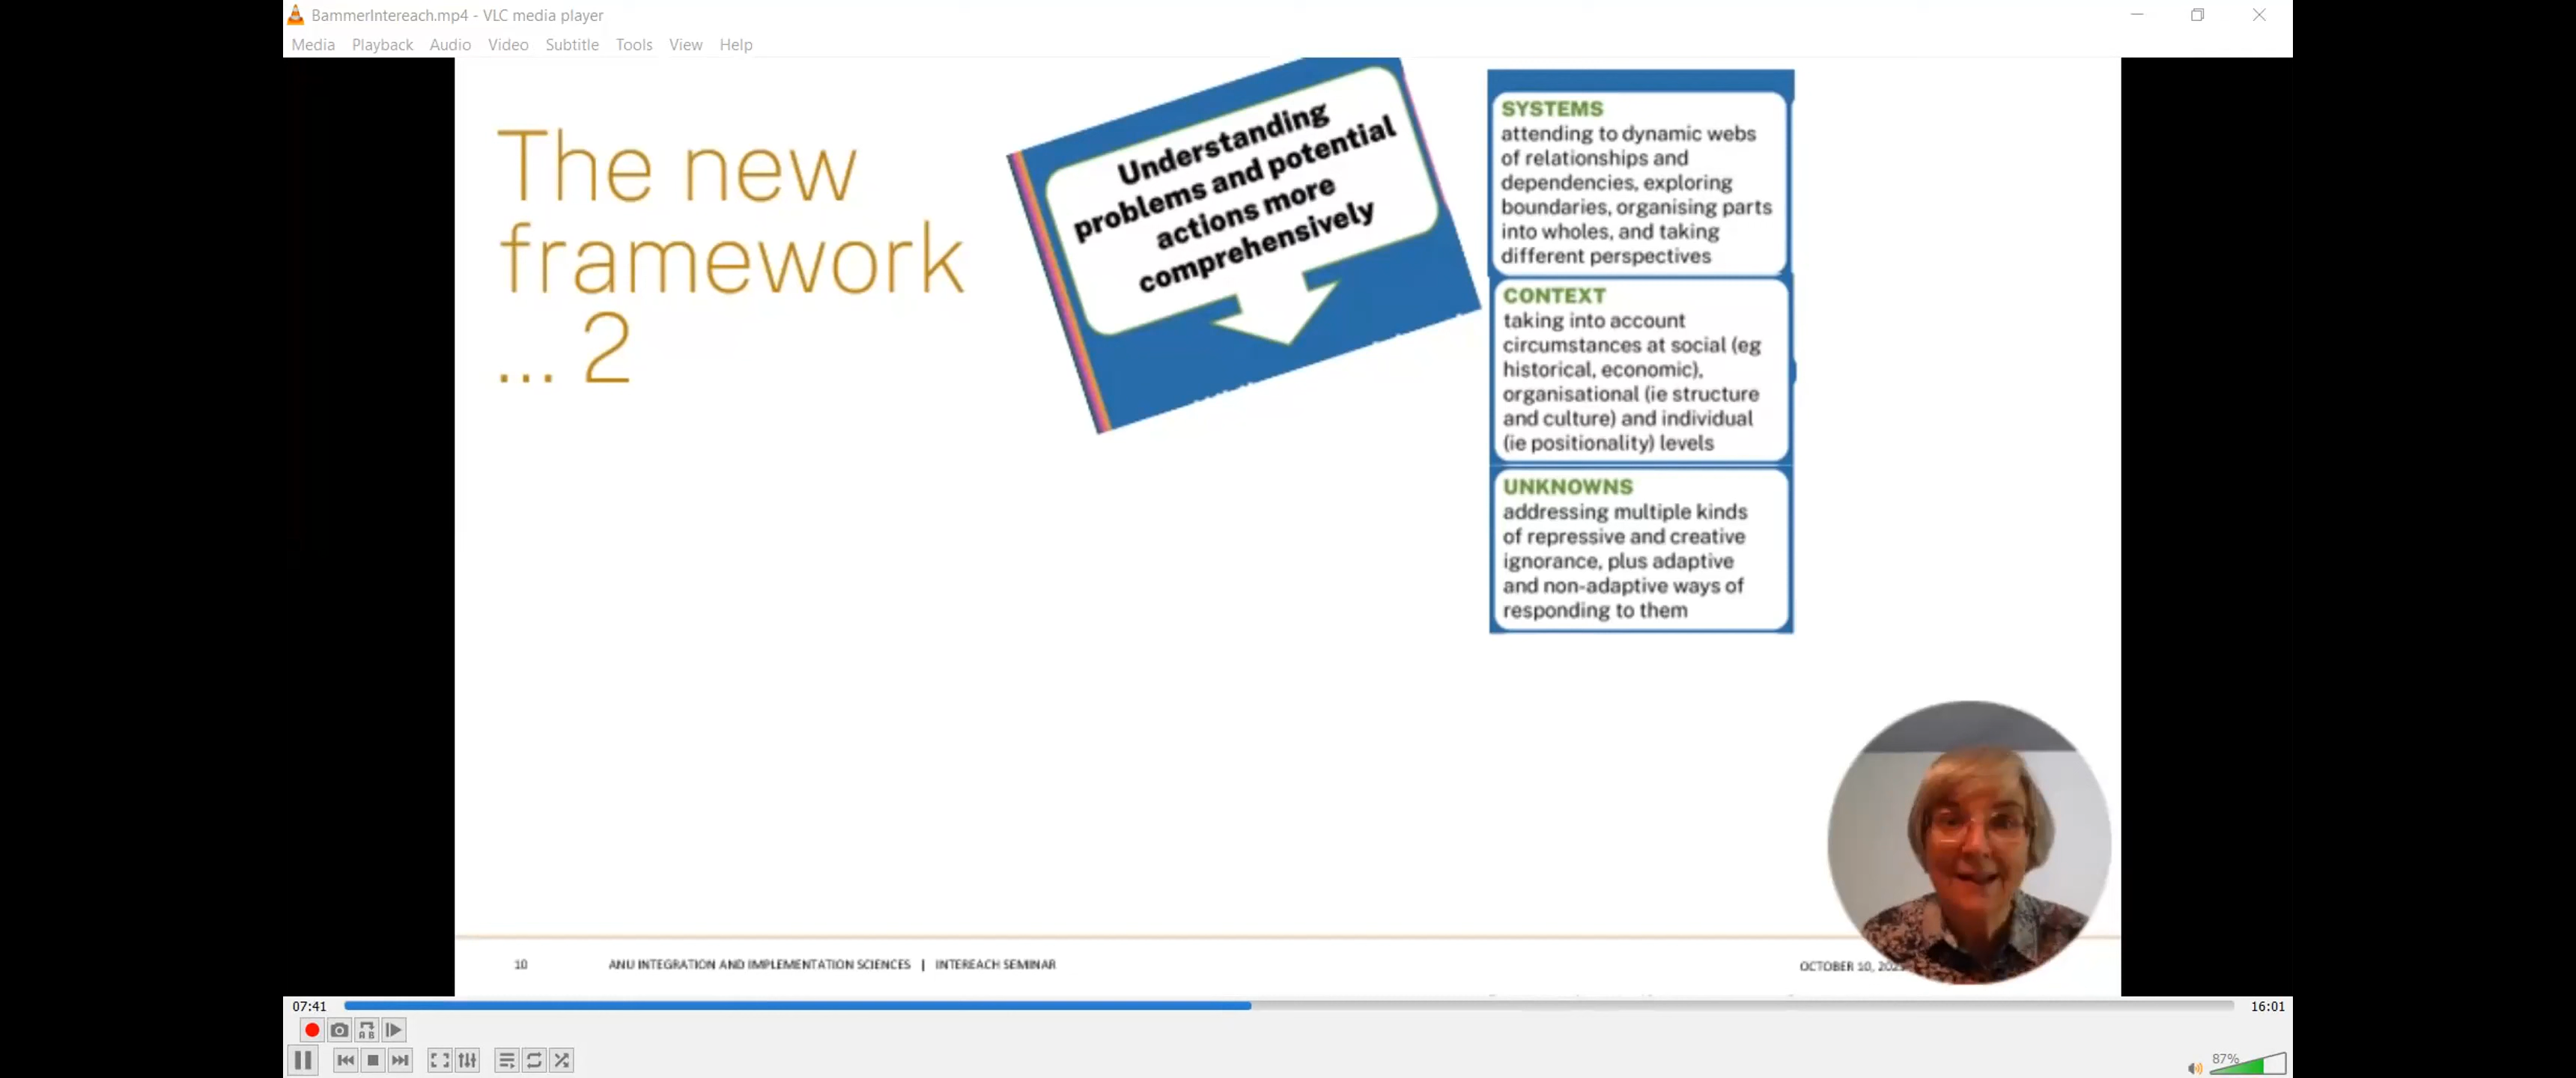 BammerIntereach.mp4 - VLC media player
Media Playback Audio Video Subtitle Tools View Help
The new
framework
... 2
Understanding
problems and potential
actions more
comprehensively
SYSTEMS
attending to dynamic webs
of relationships and
dependencies, exploring
boundaries, organising parts
into wholes, and taking
different perspectives
CONTEXT
taking into account
circumstances at social (eg
historical, economic),
organisational (ie structure
and culture) and individual
(ie positionality) levels
UNKNOWNS
addressing multiple kinds
of repressive and creative
ignorance, plus adaptive
and non-adaptive ways of
responding to them
10 ANU INTEGRATION AND IMPLEMENTATION SCIENCES | INTEREACH SEMINAR
OCTOBER 10,
07:41
16:01
87%